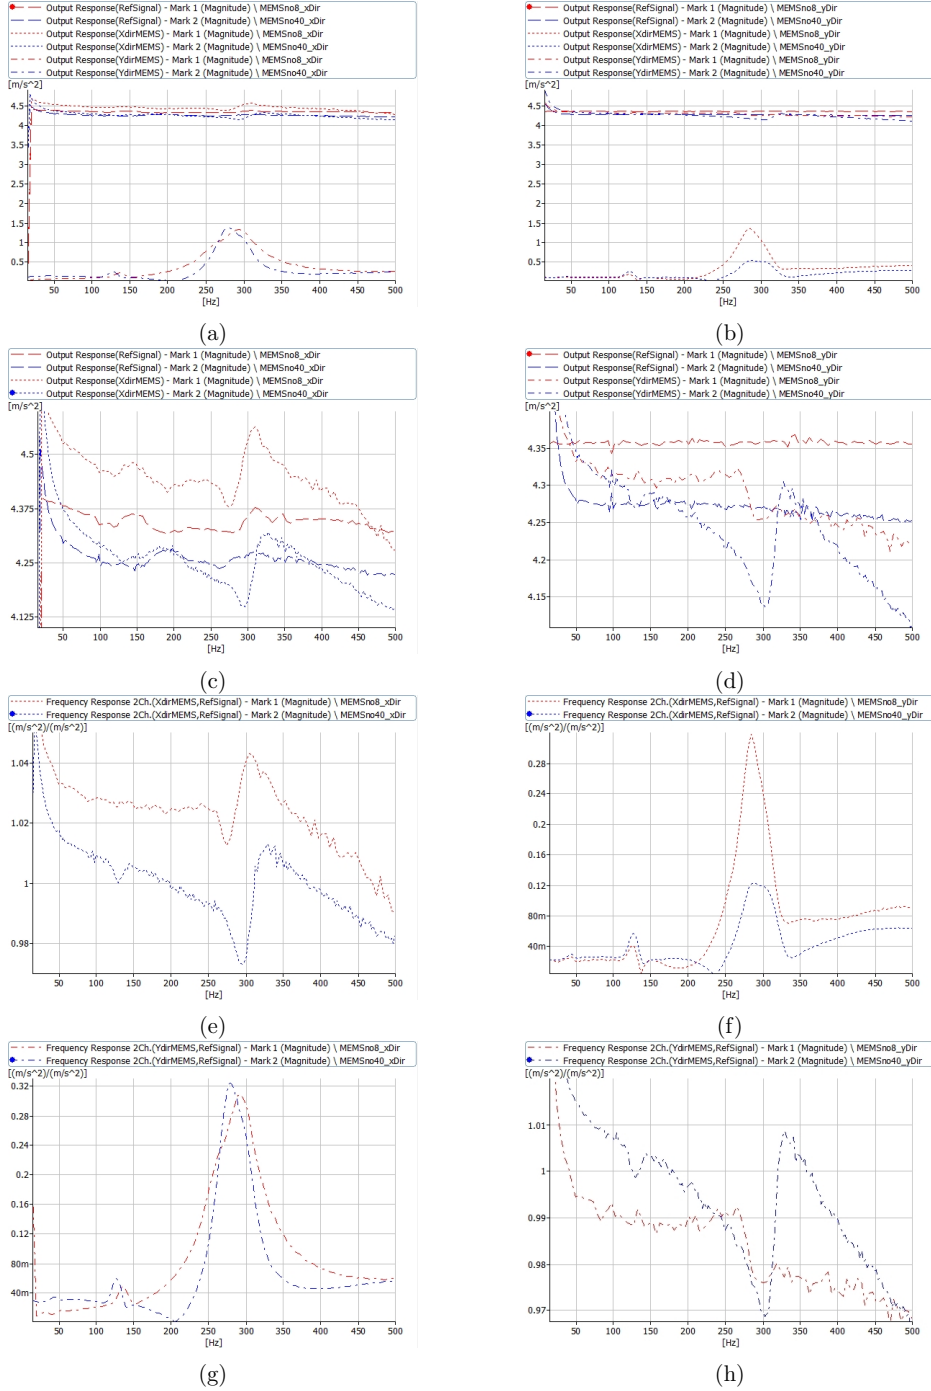 Output Response(RefSignal) - Mark 1 (Magnitude) \ MEMSno8_xDir
Output Response(RefSignal) - Mark 2 (Magnitude) \ MEMSno40_xDir
Output Response(XdirMEMS) - Mark 1 (Magnitude) \ MEMSno8_xDir
Output Response(XdirMEMS) - Mark 2 (Magnitude) \ MEMSno40_xDir
Output Response(YdirMEMS) - Mark 1 (Magnitude) \ MEMSno8_xDir
Output Response(YdirMEMS) - Mark 2 (Magnitude) \ MEMSno40_xDir
[m/s^2]
4.5
4
3.5
3
2.5
2
1.5
1
0.5
50 100 150 200 250 300 350 400 450 500
[Hz]
(a)
Output Response(RefSignal) - Mark 1 (Magnitude) \ MEMSno8_yDir
Output Response(RefSignal) - Mark 2 (Magnitude) \ MEMSno40_yDir
Output Response(XdirMEMS) - Mark 1 (Magnitude) \ MEMSno8_yDir
Output Response(XdirMEMS) - Mark 2 (Magnitude) \ MEMSno40_yDir
Output Response(YdirMEMS) - Mark 1 (Magnitude) \ MEMSno8_yDir
Output Response(YdirMEMS) - Mark 2 (Magnitude) \ MEMSno40_yDir
[m/s^2]
4.5
4
3.5
3
2.5
2
1.5
1
0.5
50 100 150 200 250 300 350 400 450 500
[Hz]
(b)
Output Response(RefSignal) - Mark 1 (Magnitude) \ MEMSno8_xDir
Output Response(RefSignal) - Mark 2 (Magnitude) \ MEMSno40_xDir
Output Response(XdirMEMS) - Mark 1 (Magnitude) \ MEMSno8_xDir
Output Response(XdirMEMS) - Mark 2 (Magnitude) \ MEMSno40_xDir
[m/s^2]
4.5
4.375
4.25
4.125
50 100 150 200 250 300 350 400 450 500
[Hz]
(c)
Output Response(RefSignal) - Mark 1 (Magnitude) \ MEMSno8_yDir
Output Response(RefSignal) - Mark 2 (Magnitude) \ MEMSno40_yDir
Output Response(YdirMEMS) - Mark 1 (Magnitude) \ MEMSno8_yDir
Output Response(YdirMEMS) - Mark 2 (Magnitude) \ MEMSno40_yDir
[m/s^2]
4.35
4.3
4.25
4.2
4.15
50 100 150 200 250 300 350 400 450 500
[Hz]
(d)
Frequency Response 2Ch.(XdirMEMS,RefSignal) - Mark 1 (Magnitude) \ MEMSno8_xDir
Frequency Response 2Ch.(XdirMEMS,RefSignal) - Mark 2 (Magnitude) \ MEMSno40_xDir
[(m/s^2)/(m/s^2)]
1.04
1.02
1
0.98
50 100 150 200 250 300 350 400 450 500
[Hz]
(e)
Frequency Response 2Ch.(XdirMEMS,RefSignal) - Mark 1 (Magnitude) \ MEMSno8_yDir
Frequency Response 2Ch.(XdirMEMS,RefSignal) - Mark 2 (Magnitude) \ MEMSno40_yDir
[(m/s^2)/(m/s^2)]
0.28
0.24
0.2
0.16
0.12
80m
40m
50 100 150 200 250 300 350 400 450 500
[Hz]
(f)
Frequency Response 2Ch.(YdirMEMS,RefSignal) - Mark 1 (Magnitude) \ MEMSno8_xDir
Frequency Response 2Ch.(YdirMEMS,RefSignal) - Mark 2 (Magnitude) \ MEMSno40_xDir
[(m/s^2)/(m/s^2)]
0.32
0.28
0.24
0.2
0.16
0.12
80m
40m
50 100 150 200 250 300 350 400 450 500
[Hz]
(g)
Frequency Response 2Ch.(YdirMEMS,RefSignal) - Mark 1 (Magnitude) \ MEMSno8_yDir
Frequency Response 2Ch.(YdirMEMS,RefSignal) - Mark 2 (Magnitude) \ MEMSno40_yDir
[(m/s^2)/(m/s^2)]
1.01
1
0.99
0.98
0.97
50 100 150 200 250 300 350 400 450 500
[Hz]
(h)